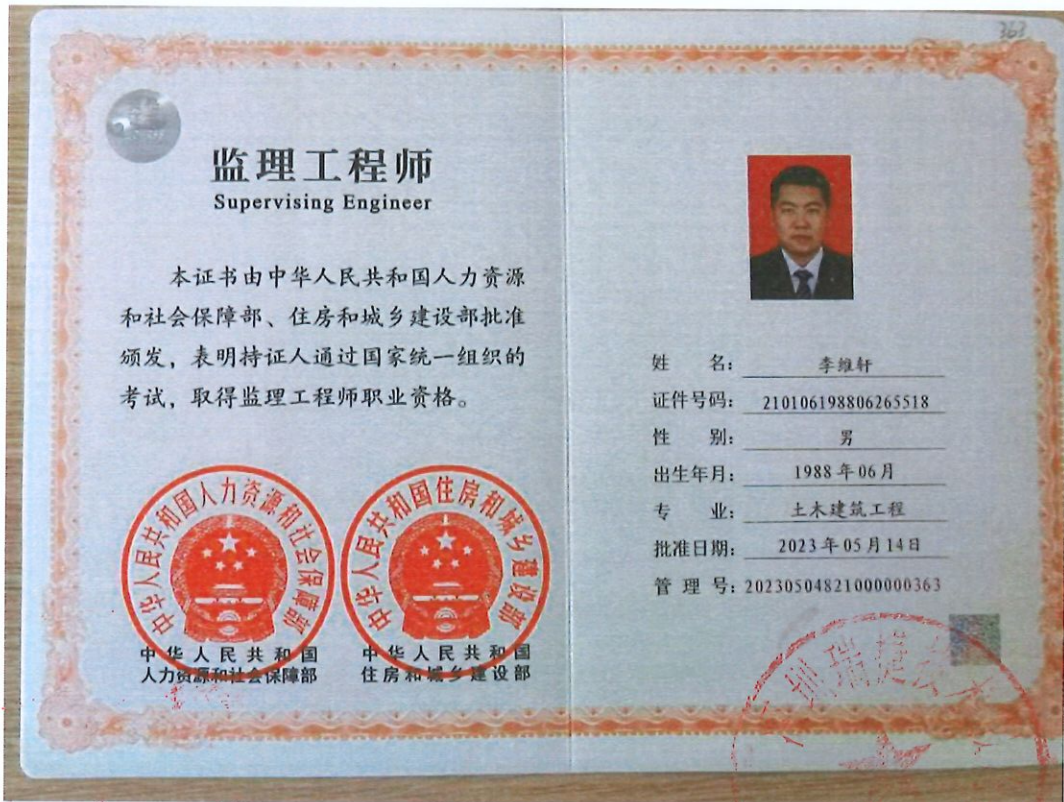 363
监理工程师
Supervising Engineer
本证书由中华人民共和国人力资源
和社会保障部、住房和城乡建设部批准
颁发，表明持证人通过国家统一组织的
考试，取得监理工程师职业资格。
中华人民共和国人力资源和社会保障部
中华人民共和国住房和城乡建设部
中华人民共和国
人力资源和社会保障部
中华人民共和国
住房和城乡建设部
姓 名： 李维轩
证件号码： 210106198806265518
性 别： 男
出生年月： 1988年06月
专 业： 土木建筑工程
批准日期： 2023年05月14日
管 理 号： 20230504821000000363
圳瑞捷技术